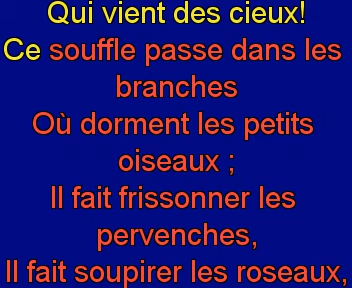 Qui vient des cieux!
Ce souffle passe dans les
branches
Où dorment les petits
oiseaux ;
Il fait frissonner les
pervenches,
Il fait soupirer les roseaux,